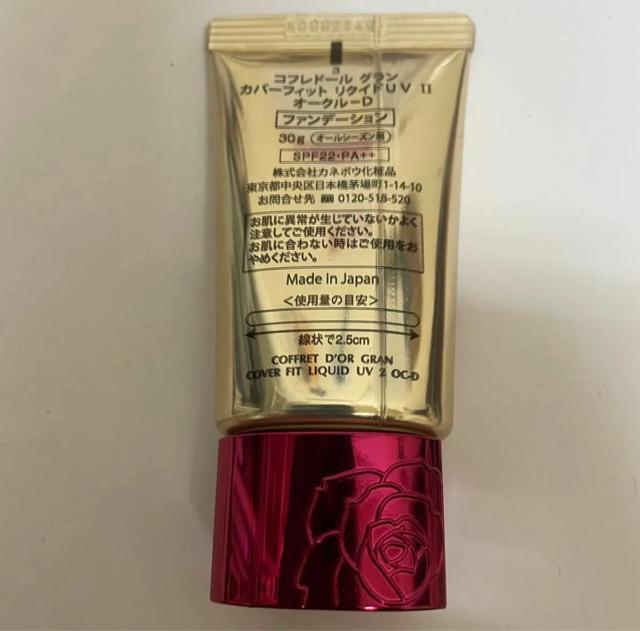 a
コフレドール グラン
カバーフィット リクイドUV II
オークル-D
ファンデーション
30g オールシーズン用
SPF22・PA++
株式会社カネボウ化粧品
東京都中央区日本橋茅場町1-14-10
お問合せ先 0120-518-520
お肌に異常が生じていないかよく
注意してご使用ください。
お肌に合わない時はご使用をお
やめください。
Made in Japan
<使用量の目安>
線状で2.5cm
COFFRET D'OR GRAN
COVER FIT LIQUID UV 2 OC-D